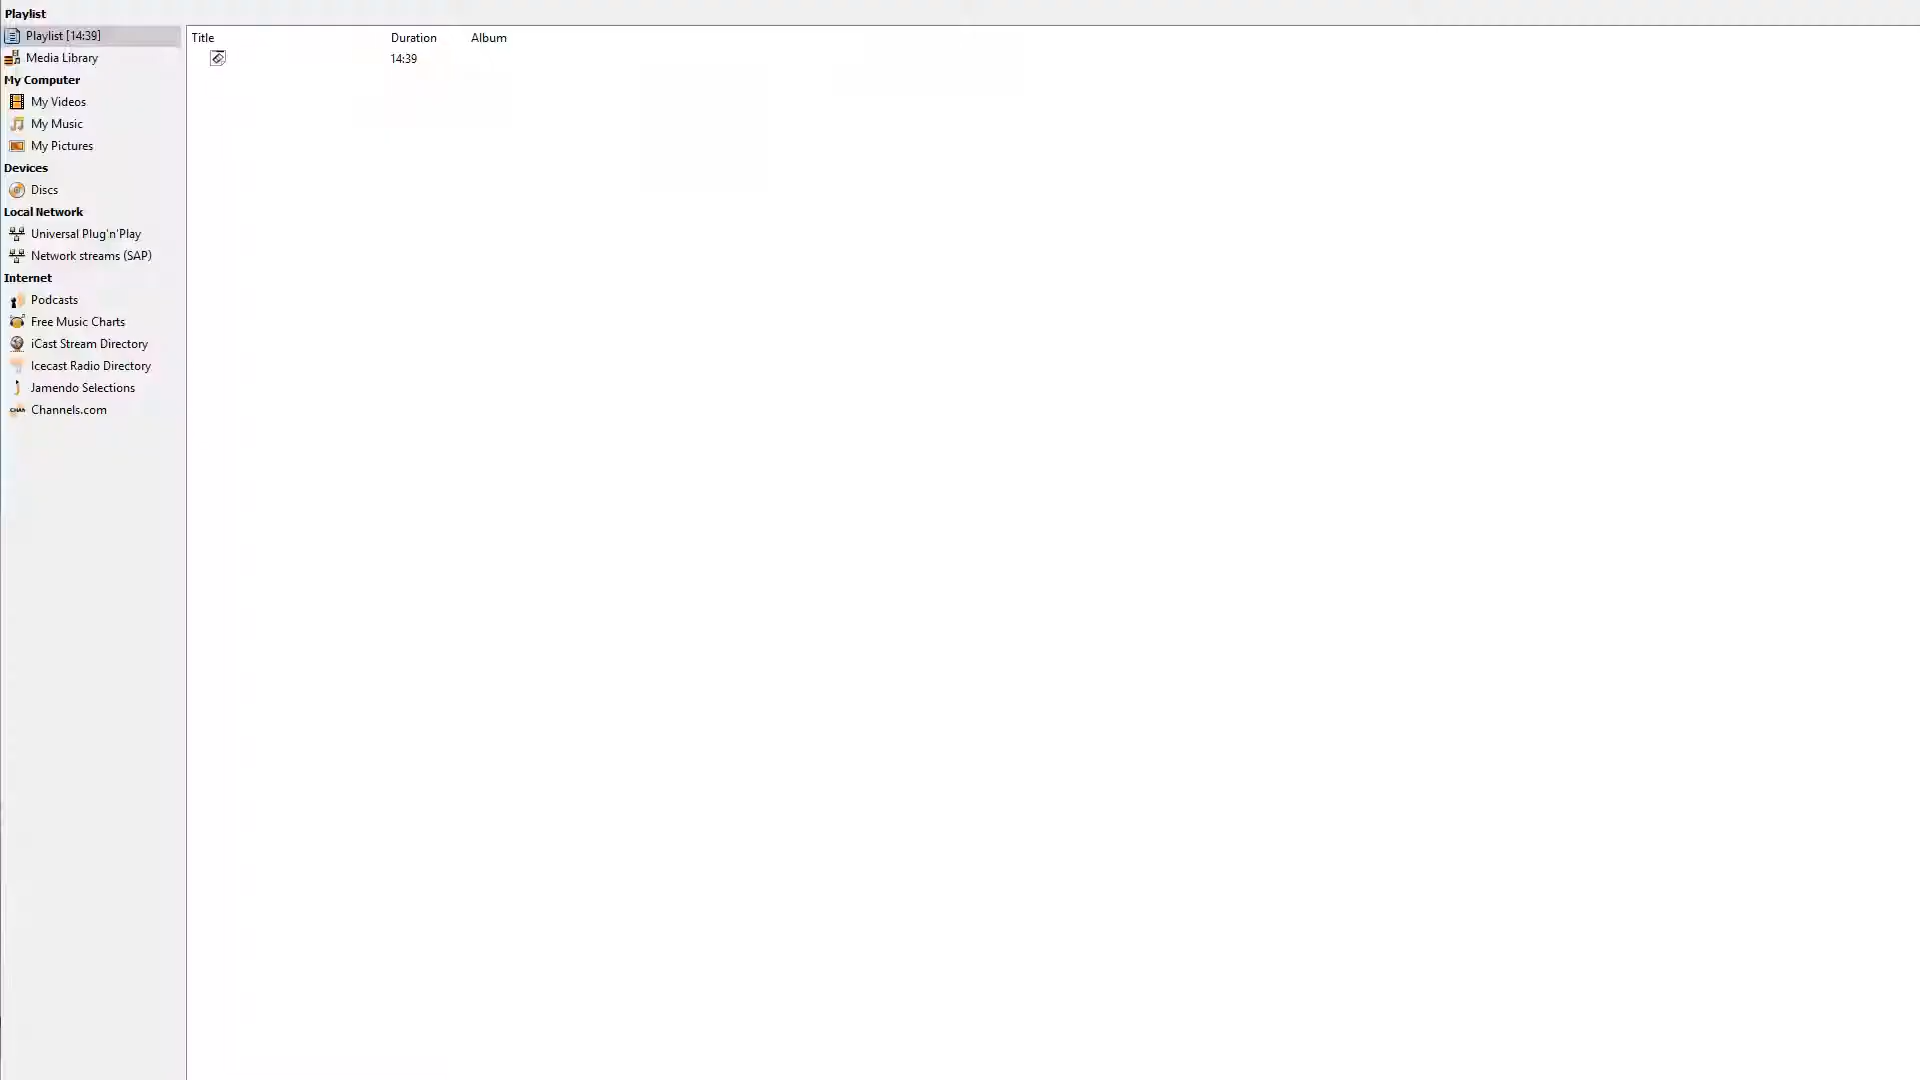 Playlist
Playlist [14:39]
Title Duration Album
14:39
Media Library
My Computer
My Videos
My Music
My Pictures
Devices
Discs
Local Network
Universal Plug'n'Play
Network streams (SAP)
Internet
Podcasts
Free Music Charts
iCast Stream Directory
Icecast Radio Directory
Jamendo Selections
Channels.com